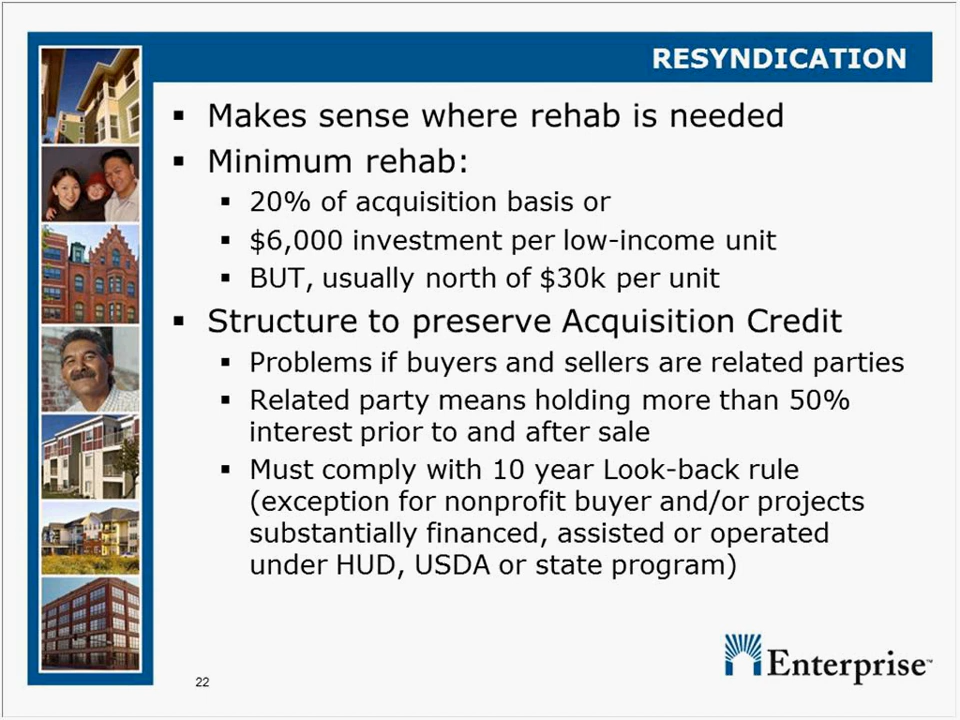 RESYNDICATION
▪ Makes sense where rehab is needed
▪ Minimum rehab:
▪ 20% of acquisition basis or
▪ $6,000 investment per low-income unit
▪ BUT, usually north of $30k per unit
▪ Structure to preserve Acquisition Credit
▪ Problems if buyers and sellers are related parties
▪ Related party means holding more than 50%
interest prior to and after sale
▪ Must comply with 10 year Look-back rule
(exception for nonprofit buyer and/or projects
substantially financed, assisted or operated
under HUD, USDA or state program)
Enterprise™
22